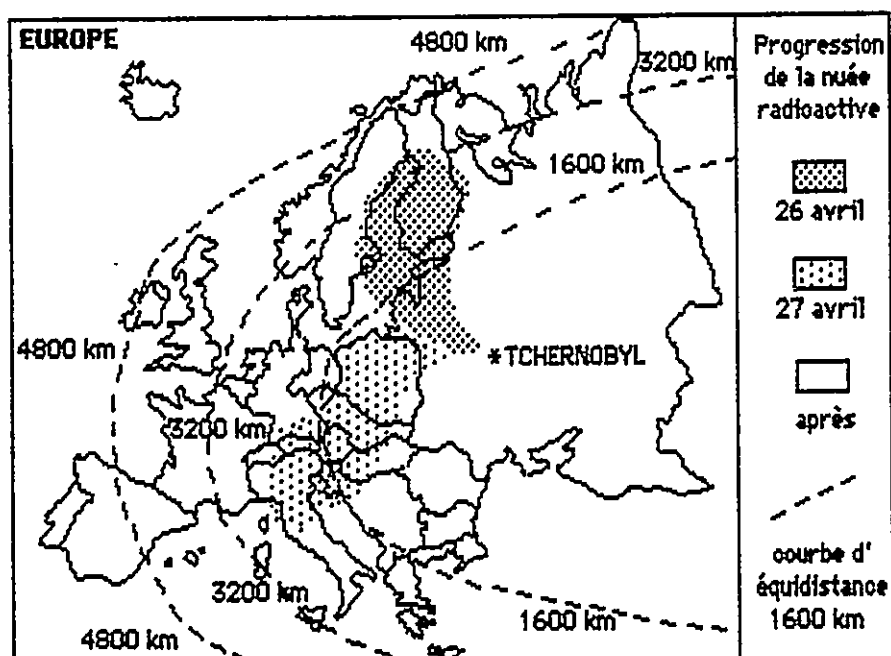 EUROPE
4800 km
3200 km
1600 km
4800 km
*TCHERNOBYL
3200 km
3200 km
1600 km
4800 km
Progression
de la nuée
radioactive
26 avril
27 avril
après
courbe d'
équidistance
1600 km